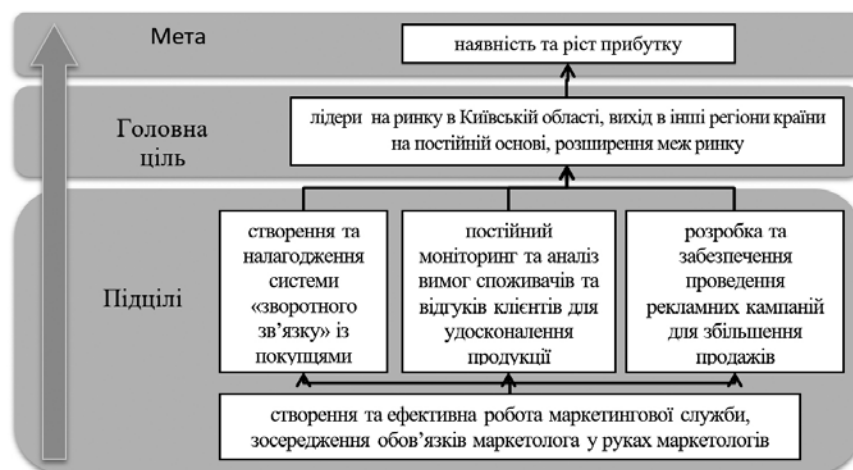 Мета
наявність та ріст прибутку
Головна
ціль
лідери на ринку в Київській області, вихід в інші регіони країни
на постійній основі, розширення меж ринку
Підцілі
створення та
налагодження
системи
«зворотного
зв’язку» із
покупцями
постійний
моніторинг та аналіз
вимог споживачів та
відгуків клієнтів для
удосконалення
продукції
розробка та
забезпечення
проведення
рекламних кампаній
для збільшення
продажів
створення та ефективна робота маркетингової служби,
зосередження обов’язків маркетолога у руках маркетологів